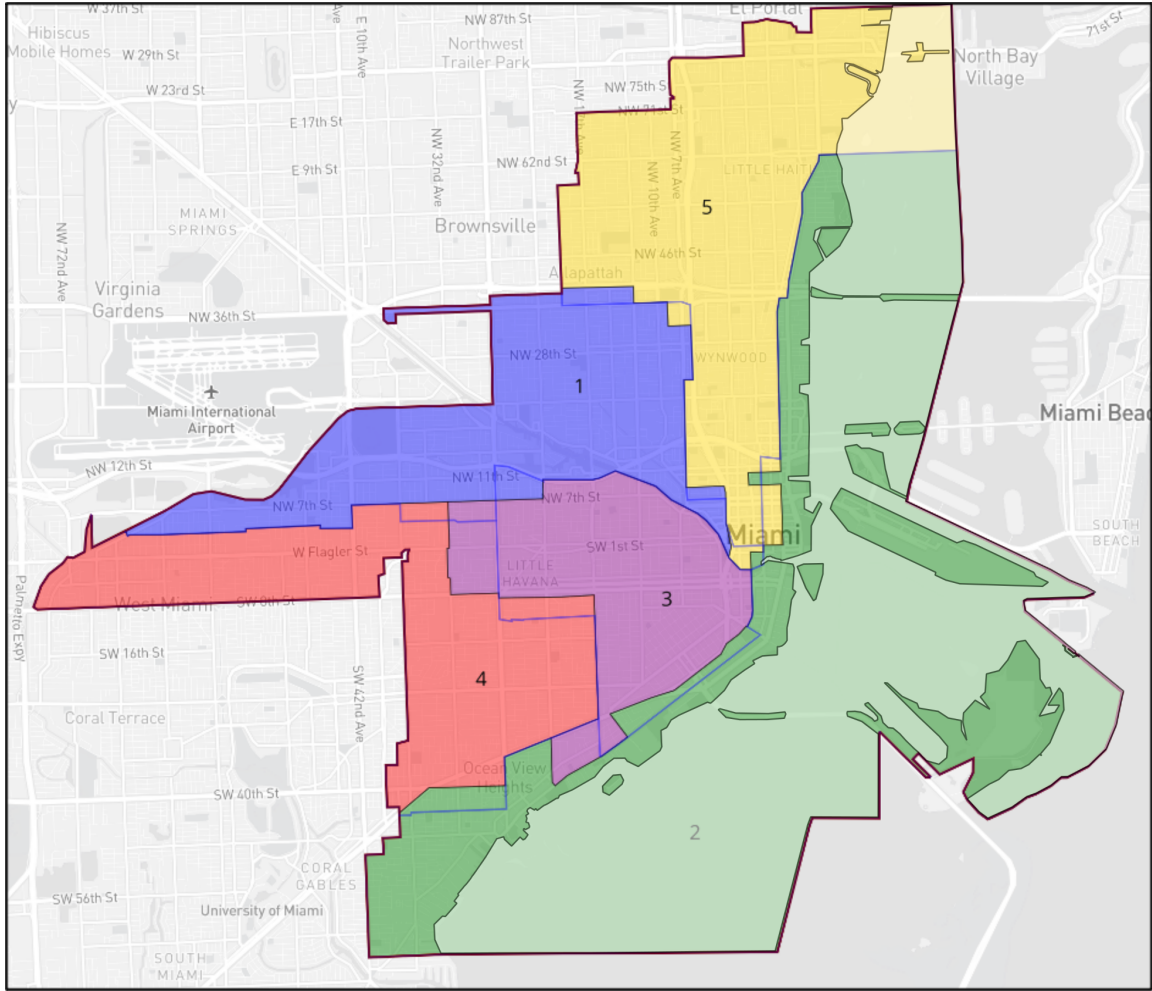 W 37th St
El Portal
NW 87th St
Hibiscus
Mobile Homes
E 10th Ave
71st St
Northwest
Trailer Park
W 29th St
North Bay
Village
W 23rd St
NW 75th S
NW 71st St
E 17th St
NW 32nd Ave
NW 7th Ave
NW 10th Ave
NW 62nd St
E 9th St
LITTLE HAITI
5
MIAMI
SPRINGS
Brownsville
NW 72nd Ave
NW 46th St
Allapattah
Virginia
Gardens
NW 36th St
NW 28th St
WYNWOOD
1
Miami International
Airport
Miami Beac
NW 12th St
NW 11th St
NW 7th St
NW 7th St
SOUTH
BEACH
Miami
W Flagler St
SW 1st St
LITTLE
HAVANA
West Miami
SW 8th St
3
Palmetto Expy
SW 16th St
4
SW 42nd Ave
Coral Terrace
Ocean View
Heights
SW 40th St
2
CORAL
GABLES
SW 56th St
University of Miami
SOUTH
MIAMI